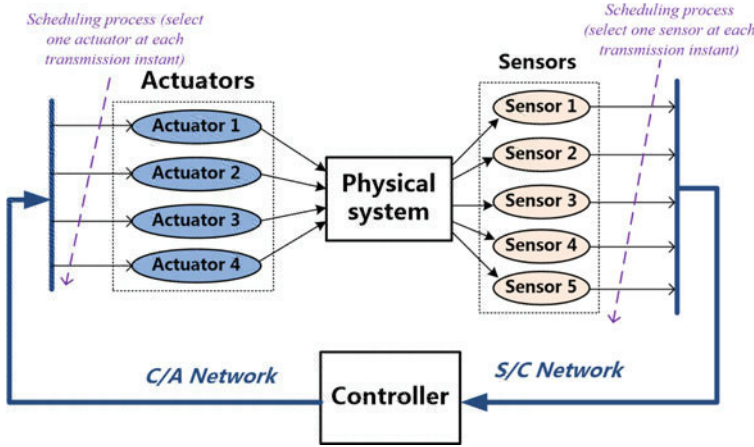 Scheduling process (select
one actuator at each
transmission instant)
Scheduling process
(select one sensor at each
transmission instant)
Actuators
Sensors
Actuator 1
Actuator 2
Actuator 3
Actuator 4
Physical
system
Sensor 1
Sensor 2
Sensor 3
Sensor 4
Sensor 5
C/A Network
Controller
S/C Network